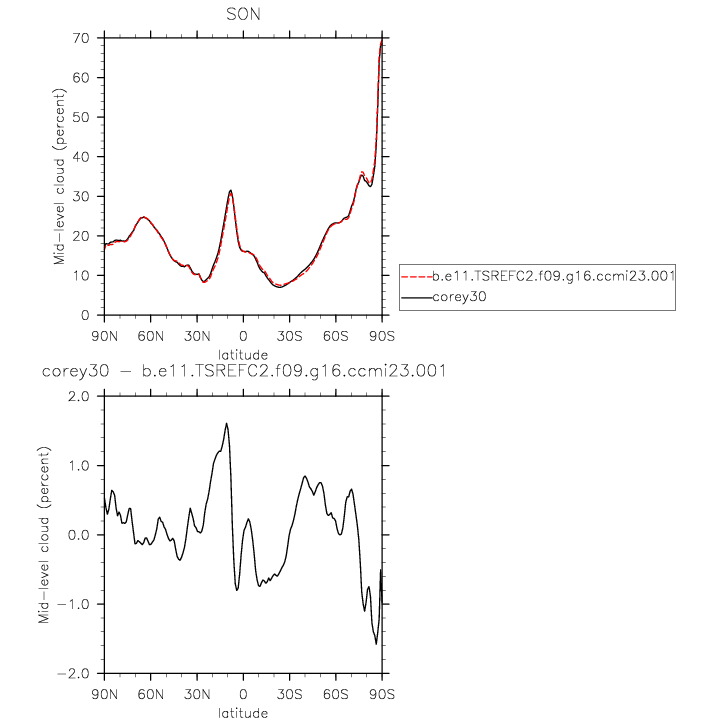 SON
Mid-level cloud (percent)
70
60
50
40
30
20
10
0
90N 60N 30N 0 30S 60S 90S
latitude
b.e11.TSREFC2.f09.g16.ccmi23.001
corey30
corey30 - b.e11.TSREFC2.f09.g16.ccmi23.001
Mid-level cloud (percent)
2.0
1.0
0.0
-1.0
-2.0
90N 60N 30N 0 30S 60S 90S
latitude